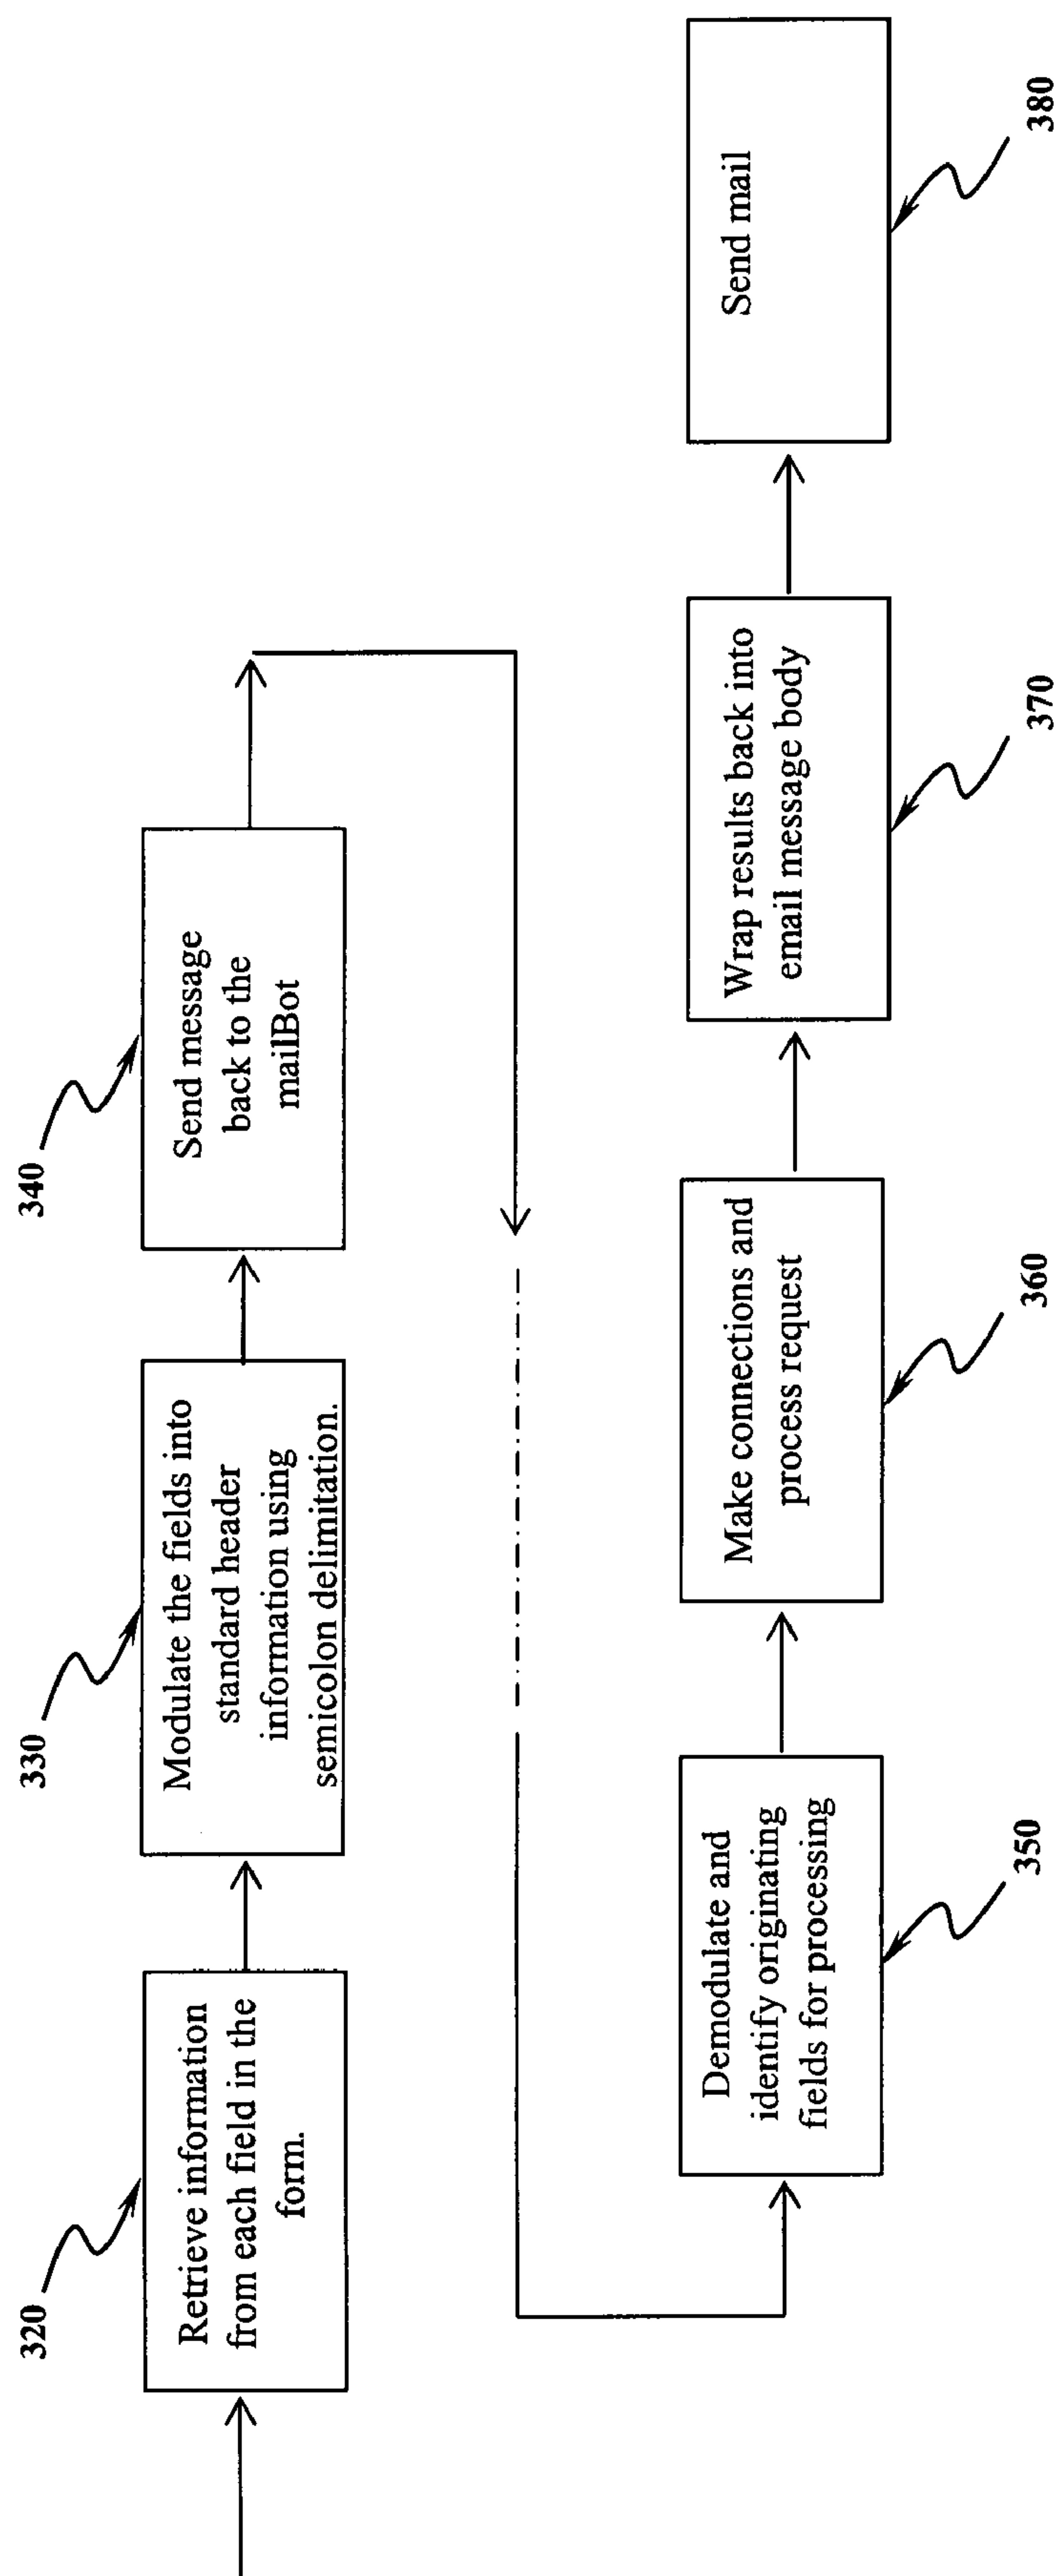 320
Retrieve information
from each field in the
form.
330
Modulate the fields into
standard header
information using
semicolon delimitation.
340
Send message
back to the
mailBot
Demodulate and
identify originating
fields for processing
350
Make connections and
process request
360
Wrap results back into
email message body
370
Send mail
380